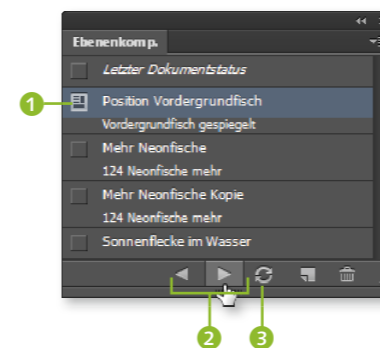 Ebenenkomp.
Letzter Dokumentstatus
1
Position Vordergrundfisch
Vordergrundfisch gespiegelt
Mehr Neonfische
124 Neonfische mehr
Mehr Neonfische Kopie
124 Neonfische mehr
Sonnenflecke im Wasser
2 3